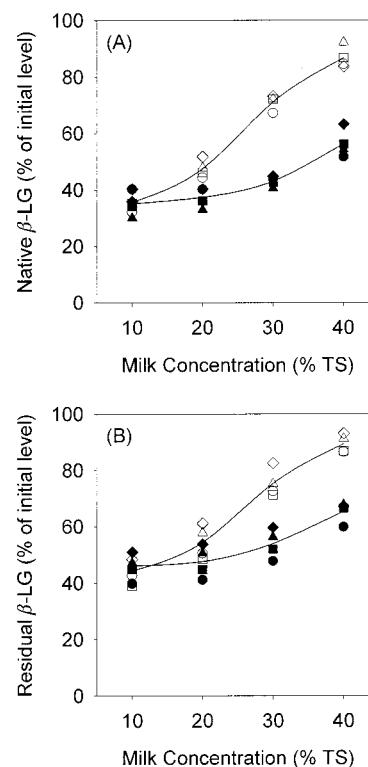 (A)
Native β-LG (% of initial level)
100
80
60
40
20
0
10 20 30 40
Milk Concentration (% TS)
(B)
Residual β-LG (% of initial level)
100
80
60
40
20
0
10 20 30 40
Milk Concentration (% TS)